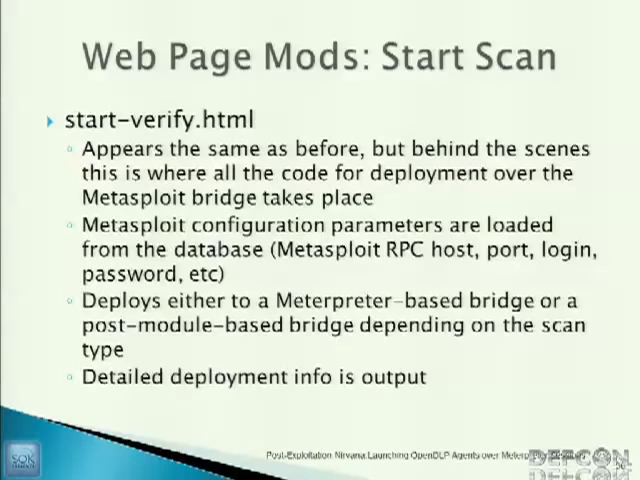 Web Page Mods: Start Scan
start-verify.html
Appears the same as before, but behind the scenes
this is where all the code for deployment over the
Metasploit bridge takes place
Metasploit configuration parameters are loaded
from the database (Metasploit RPC host, port, login,
password, etc)
Deploys either to a Meterpreter-based bridge or a
post-module-based bridge depending on the scan
type
Detailed deployment info is output
Post-Exploitation Nirvana: Launching OpenDLP Agents over Meterpreter
DEFCON